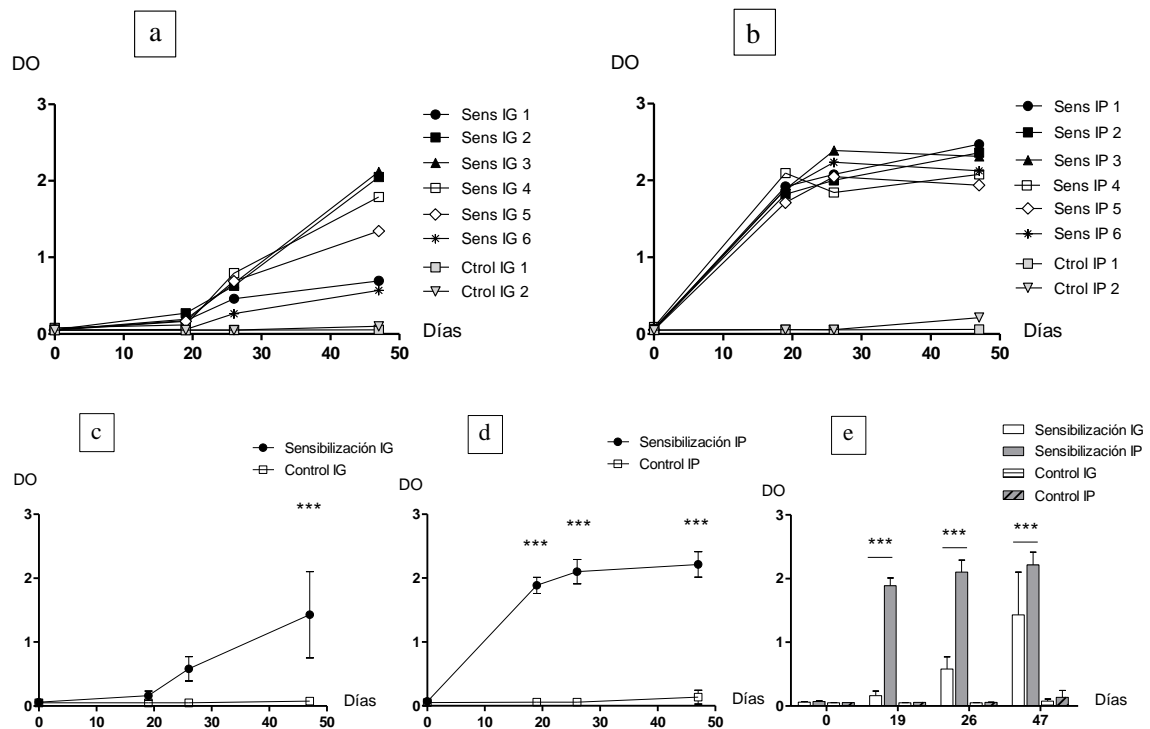 a
DO
3
2
1
0
0
10
20
30
40
50
Días
Sens IG 1
Sens IG 2
Sens IG 3
Sens IG 4
Sens IG 5
Sens IG 6
Ctrol IG 1
Ctrol IG 2
b
DO
3
2
1
0
0
10
20
30
40
50
Días
Sens IP 1
Sens IP 2
Sens IP 3
Sens IP 4
Sens IP 5
Sens IP 6
Ctrol IP 1
Ctrol IP 2
c
Sensibilización IG
Control IG
DO
3
2
1
0
***
0
10
20
30
40
50
Días
d
Sensibilización IP
Control IP
DO
3
2
1
0
*** *** ***
0
10
20
30
40
50
Días
e
Sensibilización IG
Sensibilización IP
Control IG
Control IP
DO
3
2
1
0
*** *** ***
0
19
26
47
Días